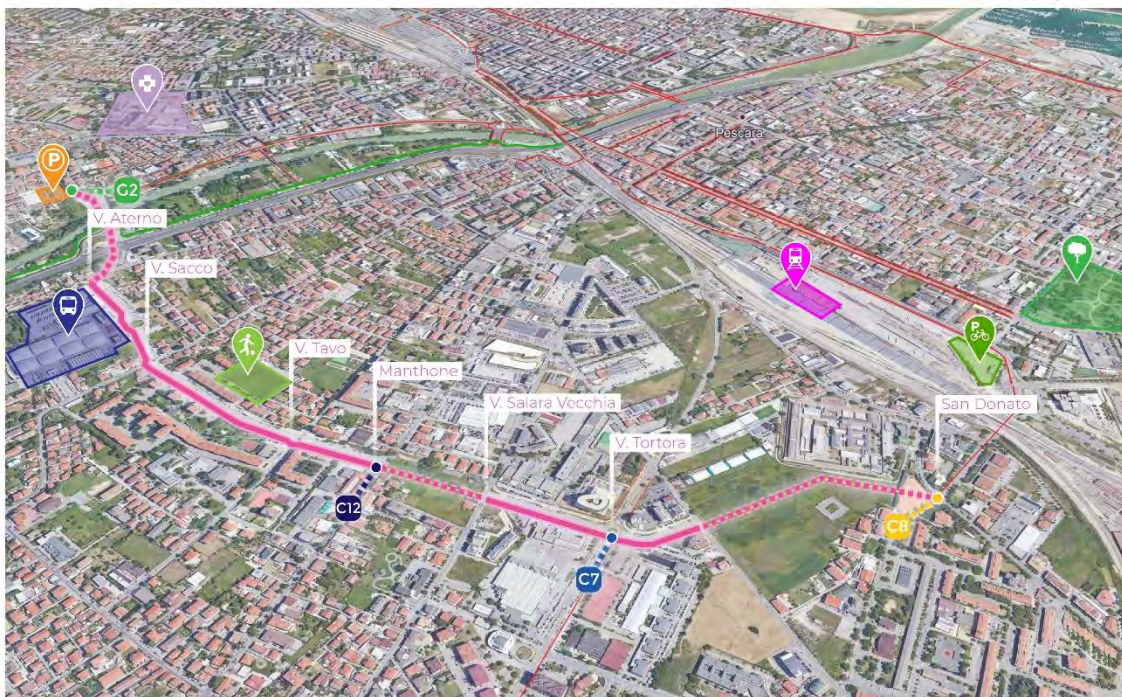 P
G2
V. Aterno
V. Sacco
V. Tavo
Manthone
C12
V. Salara Vecchia
V. Tortora
C7
Pescara
P
San Donato
C8